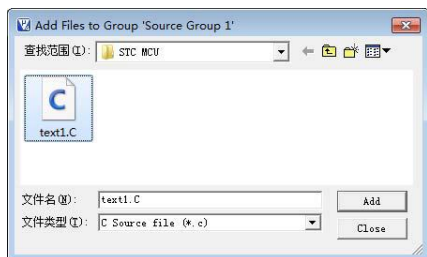 Add Files to Group 'Source Group 1'
查找范围(I): STC MCU
C
text1.C
文件名(N): text1.C Add
文件类型(T): C Source file (*.c) Close